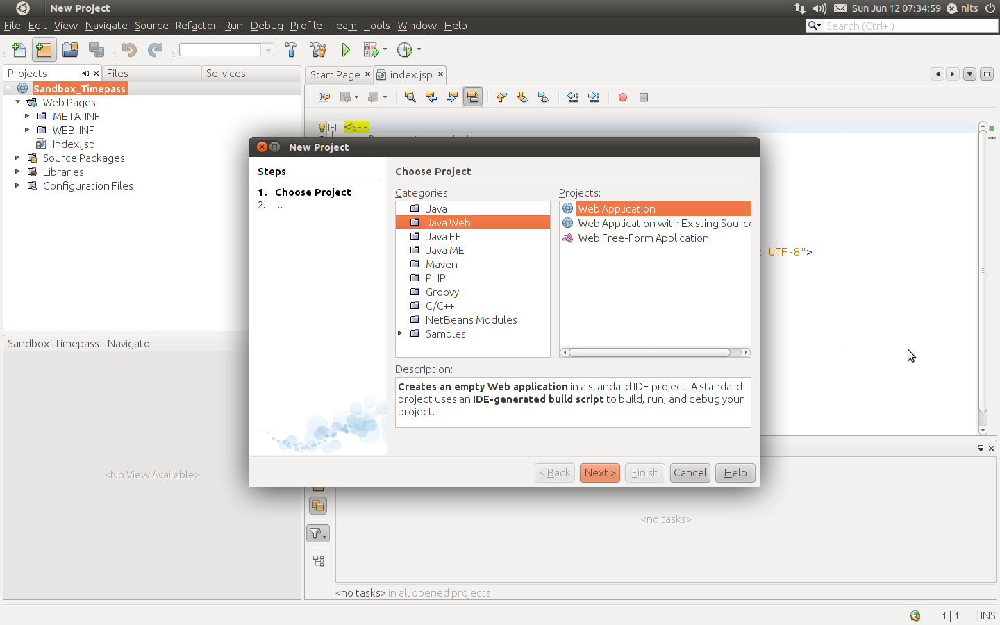 New Project
Sun Jun 12 07:34:59
nits
File Edit View Navigate Source Refactor Run Debug Profile Team Tools Window Help
Search (Ctrl+I)
Projects
Files
Services
Start Page
index.jsp
Sandbox_Timepass
Web Pages
META-INF
WEB-INF
index.jsp
Source Packages
Libraries
Configuration Files
<%--
=UTF-8">
New Project
Steps
1. Choose Project
2. ...
Choose Project
Categories:
Java
Java Web
Java EE
Java ME
Maven
PHP
Groovy
C/C++
NetBeans Modules
Samples
Projects:
Web Application
Web Application with Existing Source
Web Free-Form Application
Description:
Creates an empty Web application in a standard IDE project. A standard
project uses an IDE-generated build script to build, run, and debug your
project.
< Back
Next >
Finish
Cancel
Help
Sandbox_Timepass - Navigator
<No View Available>
<no tasks>
<no tasks> in all opened projects
1 | 1
INS